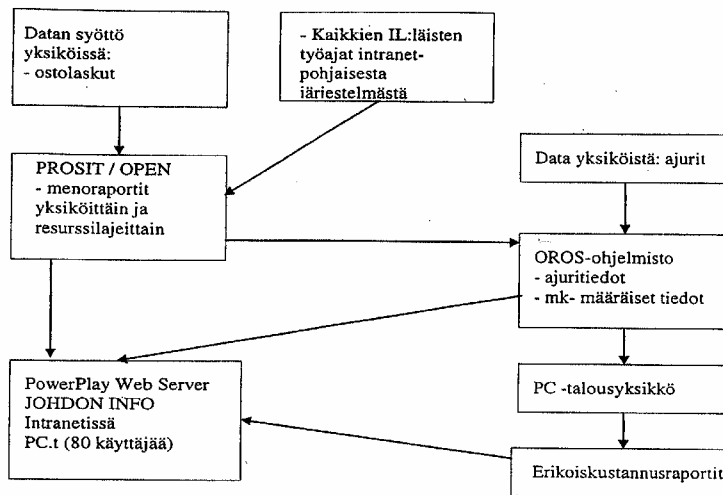 Datan syöttö
yksiköissä:
- ostolaskut
- Kaikkien IL:läisten
työajat intranet-
pohjaisesta
iäriestelmästä
PROSIT / OPEN
- menoraportit
yksiköittäin ja
resurssilajeittain
Data yksiköistä: ajurit
OROS-ohjelmisto
- ajuritiedot
- mk- määräiset tiedot
PowerPlay Web Server
JOHDON INFO
Intranetissä
PC.t (80 käyttäjää)
PC -talousyksikkö
Erikoiskustannusraportit